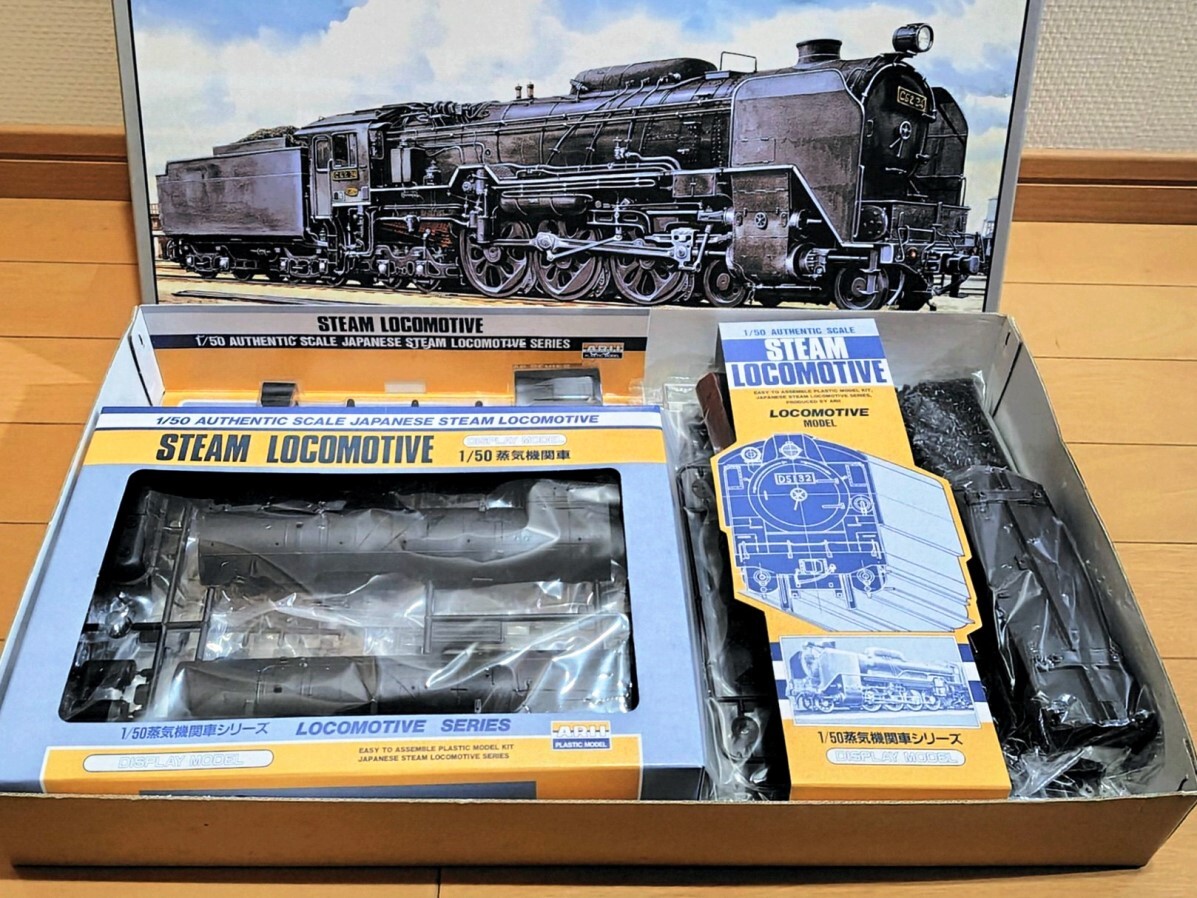 C62 34
STEAM LOCOMOTIVE
1/50 AUTHENTIC SCALE JAPANESE STEAM LOCOMOTIVE SERIES
ARII
1/50 AUTHENTIC SCALE JAPANESE STEAM LOCOMOTIVE
STEAM LOCOMOTIVE
DISPLAY MODEL
1/50 蒸気機関車
1/50蒸気機関車シリーズ
LOCOMOTIVE SERIES
ARII
PLASTIC MODEL
DISPLAY MODEL
EASY TO ASSEMBLE PLASTIC MODEL KIT
JAPANESE STEAM LOCOMOTIVE SERIES
1/50 AUTHENTIC SCALE
STEAM
LOCOMOTIVE
EASY TO ASSEMBLE PLASTIC MODEL KIT.
JAPANESE STEAM LOCOMOTIVE SERIES,
PRODUCED BY ARII.
LOCOMOTIVE
MODEL
1/50蒸気機関車シリーズ
DISPLAY MODEL